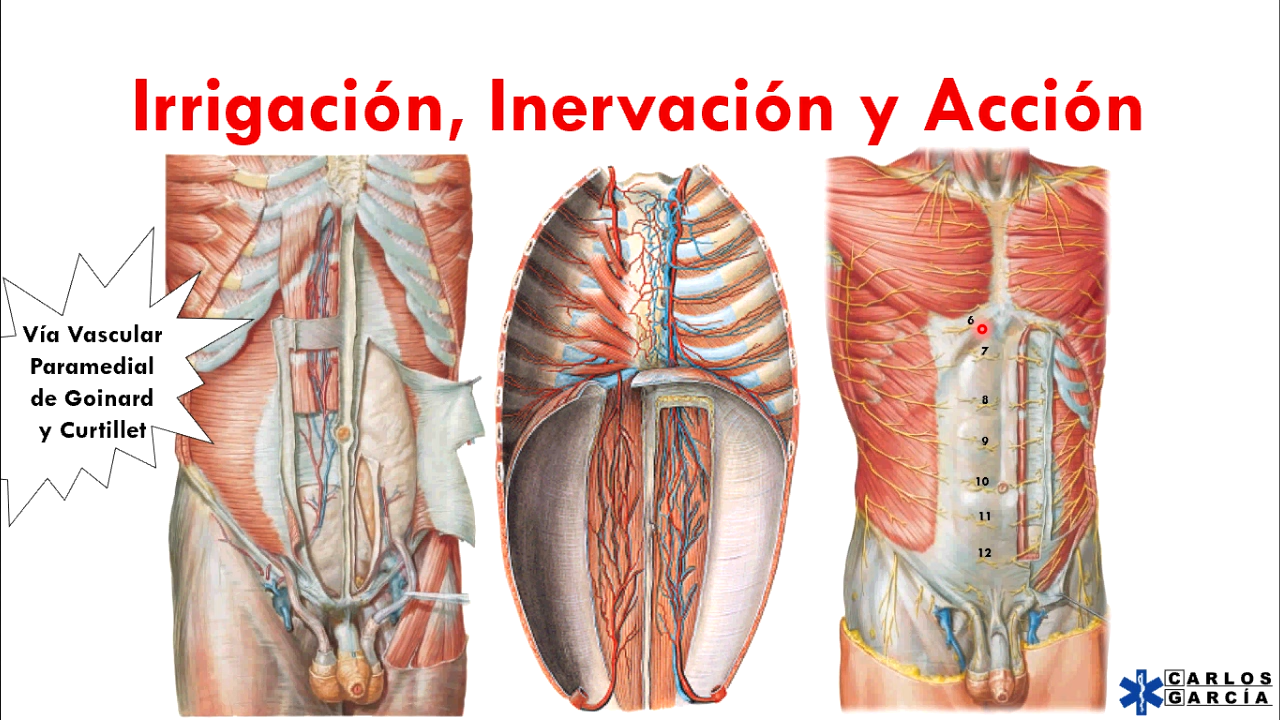 Irrigación, Inervación y Acción
Vía Vascular
Paramedial
de Goinard
y Curtillet
6
7
8
9
10
11
12
CARLOS
GARCÍA